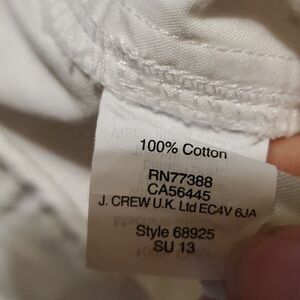 100% Cotton
RN77388
CA56445
J. CREW U.K. Ltd EC4V 6JA
Style 68925
SU 13